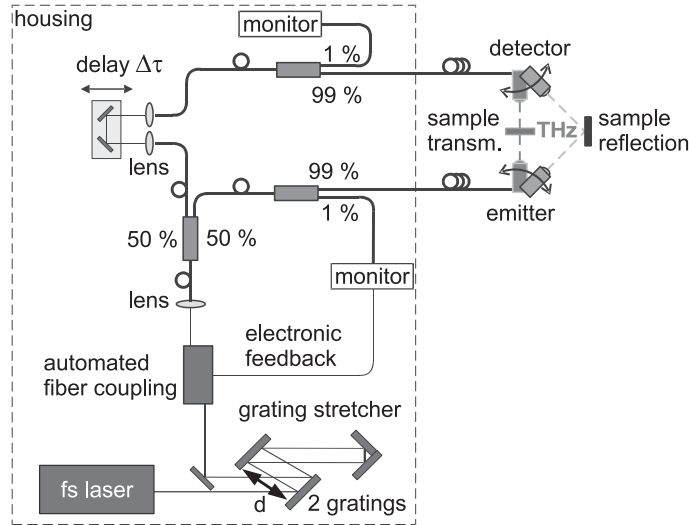 housing
monitor
1 %
99 %
delay Δτ
lens
detector
sample
transm.
THz
sample
reflection
99 %
1 %
emitter
50 %
50 %
monitor
lens
electronic
feedback
automated
fiber coupling
grating stretcher
fs laser
d
2 gratings